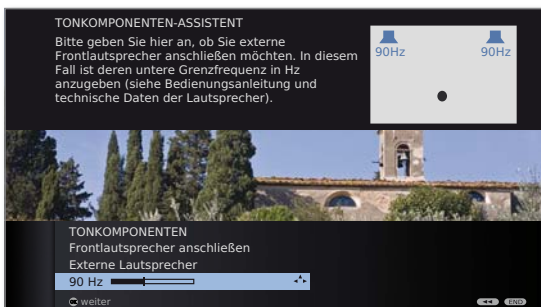 TONKOMPONENTEN-ASSISTENT
Bitte geben Sie hier an, ob Sie externe
Frontlautsprecher anschließen möchten. In diesem
Fall ist deren untere Grenzfrequenz in Hz
anzugeben (siehe Bedienungsanleitung und
technische Daten der Lautsprecher).
90Hz
90Hz
TONKOMPONENTEN
Frontlautsprecher anschließen
Externe Lautsprecher
90 Hz
OK weiter
END